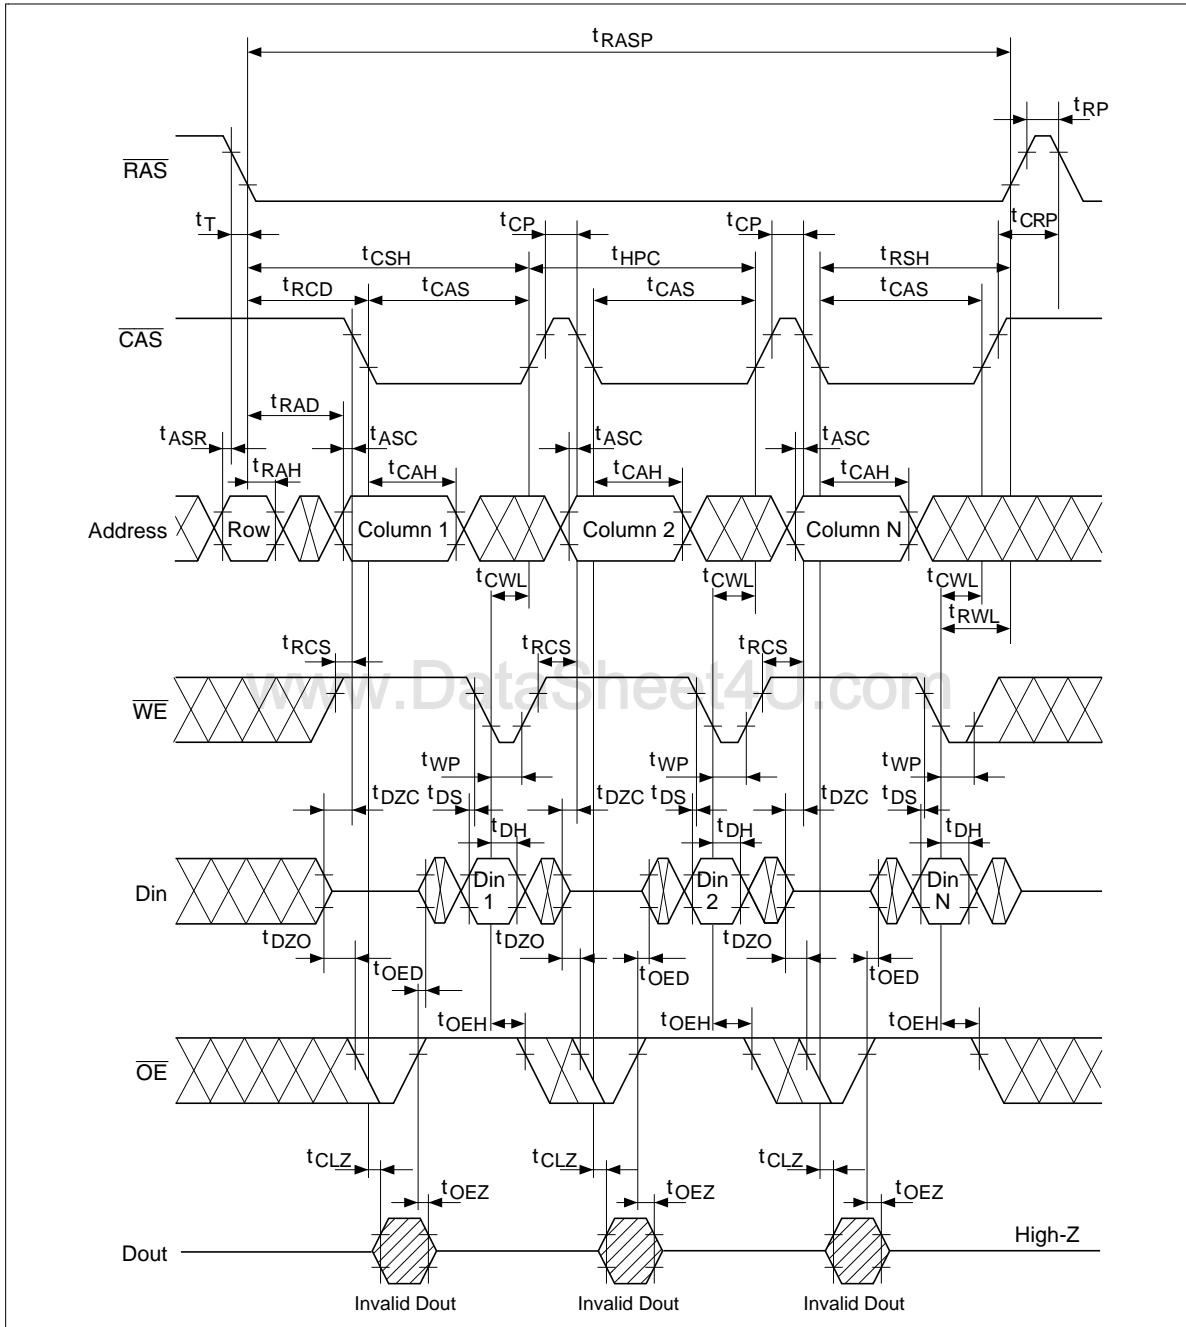 tRASP
tRP
RAS
tT
tCP
tCP
tCRP
tCSH
tHPC
tRSH
tRCD
tCAS
tCAS
tCAS
CAS
tRAD
tASR
tASC
tASC
tASC
tRAH
tCAH
tCAH
tCAH
Address
Row
Column 1
Column 2
Column N
tCWL
tCWL
tCWL
tRWL
tRCS
tRCS
tRCS
www.DataSheet4U.com
WE
tWP
tWP
tWP
tDZC
tDS
tDZC
tDS
tDZC
tDS
tDH
tDH
tDH
Din
Din 1
Din 2
Din N
tDZO
tDZO
tDZO
tOED
tOED
tOED
tOEH
tOEH
tOEH
OE
tCLZ
tCLZ
tCLZ
tOEZ
tOEZ
tOEZ
Dout
High-Z
Invalid Dout
Invalid Dout
Invalid Dout